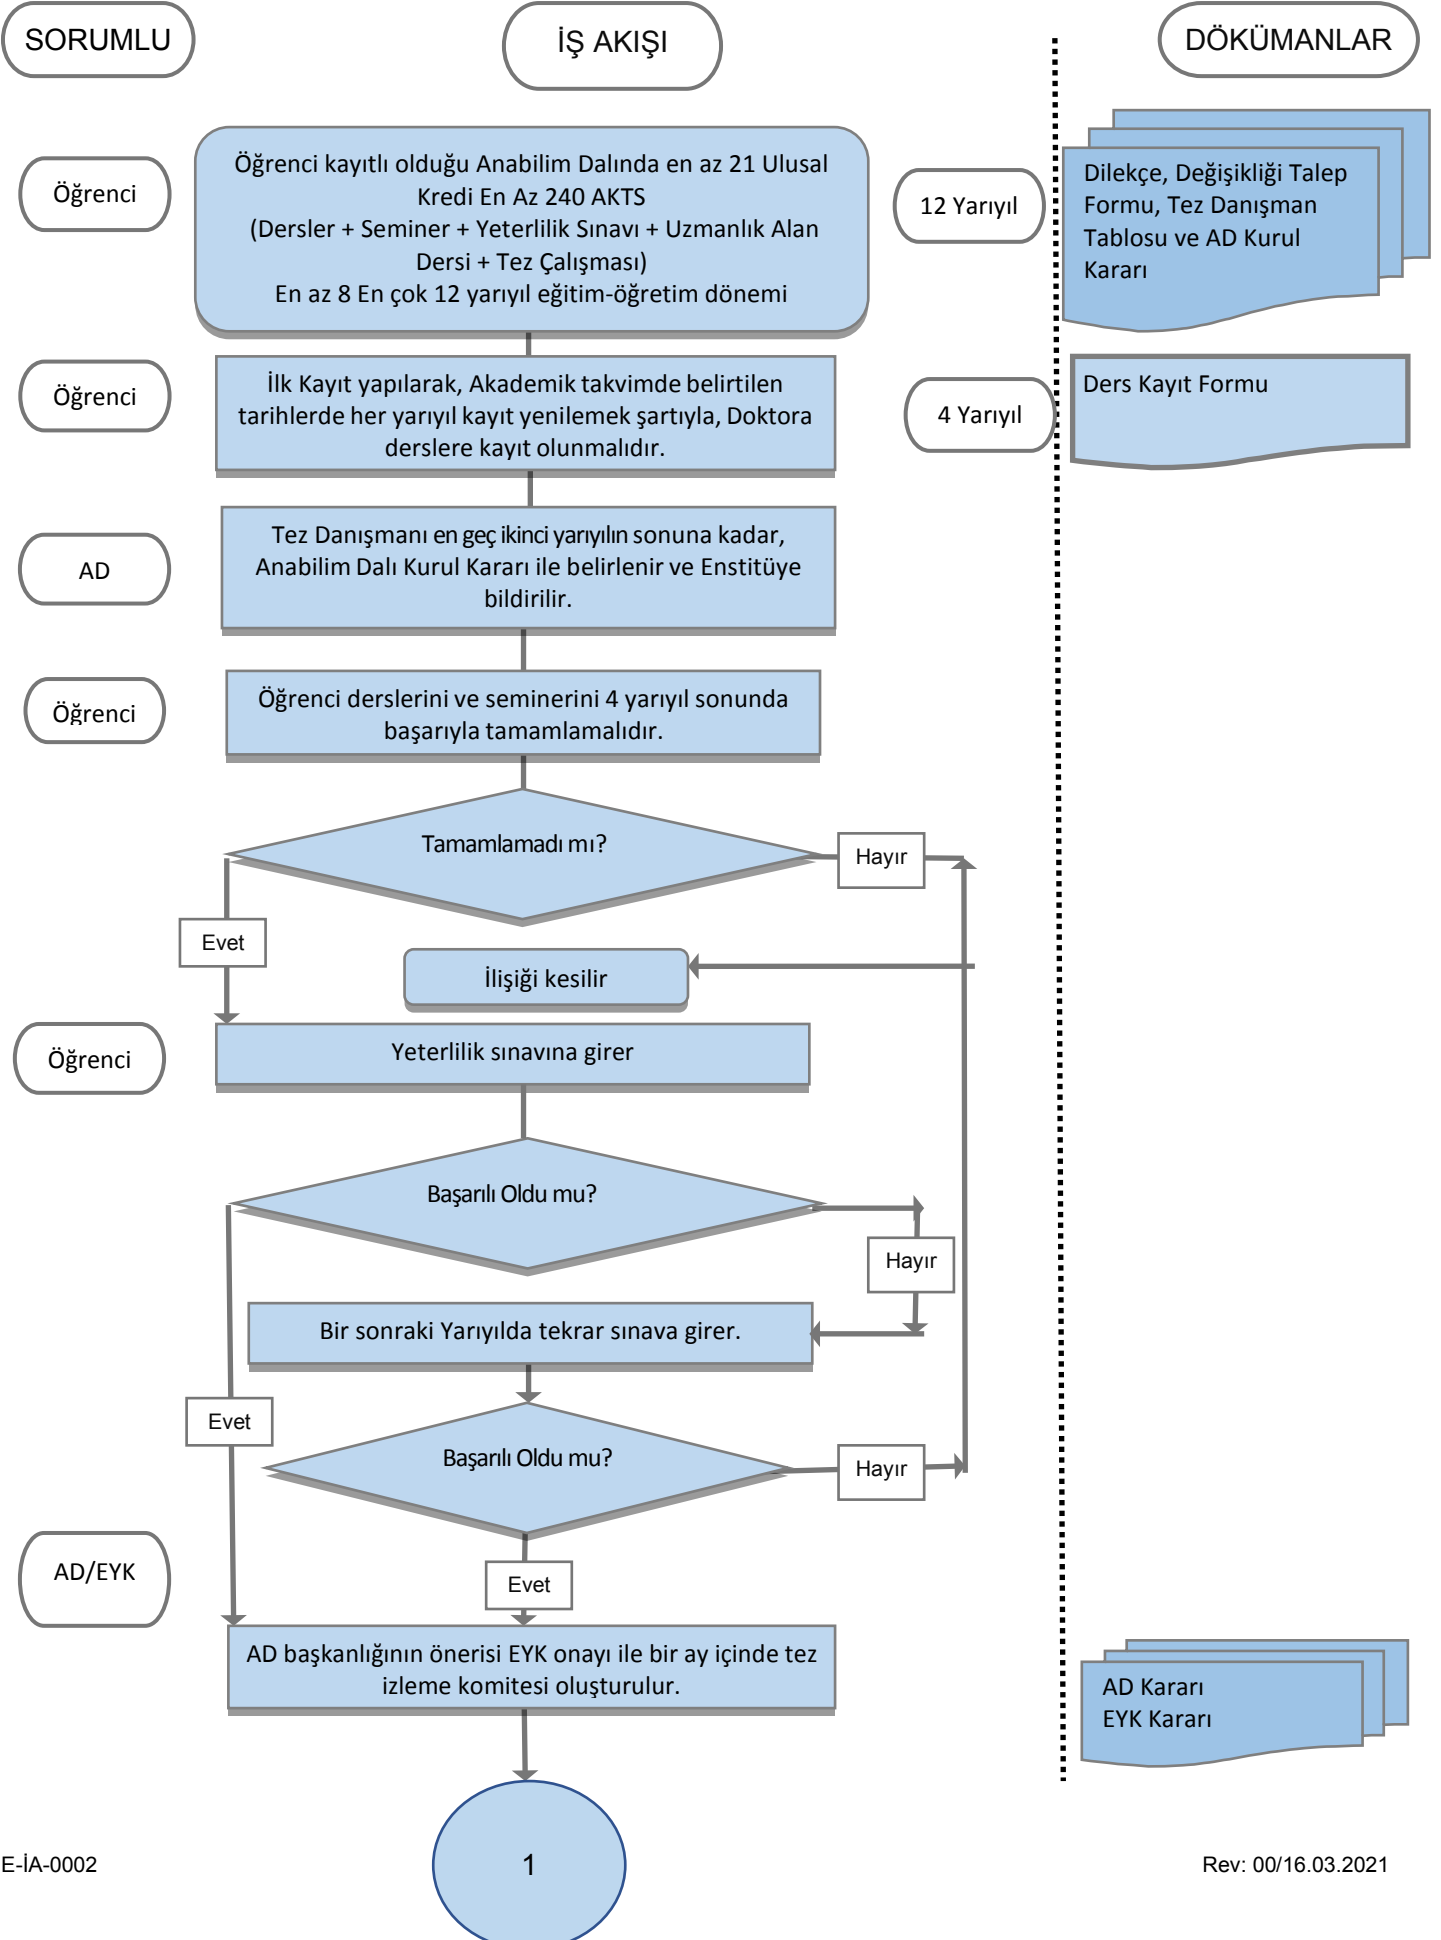 SORUMLU
İŞ AKIŞI
DÖKÜMANLAR
Öğrenci
Öğrenci kayıtlı olduğu Anabilim Dalında en az 21 Ulusal
Kredi En Az 240 AKTS
(Dersler + Seminer + Yeterlilik Sınavı + Uzmanlık Alan
Dersi + Tez Çalışması)
En az 8 En çok 12 yarıyıl eğitim-öğretim dönemi
12 Yarıyıl
Dilekçe, Değişikliği Talep
Formu, Tez Danışman
Tablosu ve AD Kurul
Kararı
Öğrenci
İlk Kayıt yapılarak, Akademik takvimde belirtilen
tarihlerde her yarıyıl kayıt yenilemek şartıyla, Doktora
derslere kayıt olunmalıdır.
4 Yarıyıl
Ders Kayıt Formu
AD
Tez Danışmanı en geç ikinci yarıyılın sonuna kadar,
Anabilim Dalı Kurul Kararı ile belirlenir ve Enstitüye
bildirilir.
Öğrenci
Öğrenci derslerini ve seminerini 4 yarıyıl sonunda
başarıyla tamamlamalıdır.
Tamamlamadı mı?
Hayır
Evet
İlişiği kesilir
Öğrenci
Yeterlilik sınavına girer
Başarılı Oldu mu?
Hayır
Bir sonraki Yarıyılda tekrar sınava girer.
Evet
Başarılı Oldu mu?
Hayır
AD/EYK
Evet
AD başkanlığının önerisi EYK onayı ile bir ay içinde tez
izleme komitesi oluşturulur.
AD Kararı
EYK Kararı
1
E-İA-0002
Rev: 00/16.03.2021